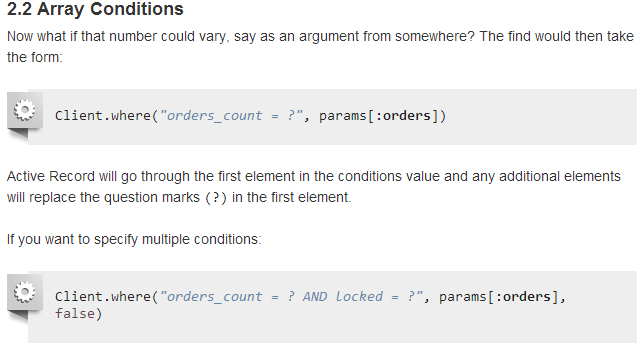 2.2 Array Conditions
Now what if that number could vary, say as an argument from somewhere? The find would then take
the form:
Client.where("orders_count = ?", params[:orders])
Active Record will go through the first element in the conditions value and any additional elements
will replace the question marks (?) in the first element.
If you want to specify multiple conditions:
Client.where("orders_count = ? AND locked = ?", params[:orders],
false)